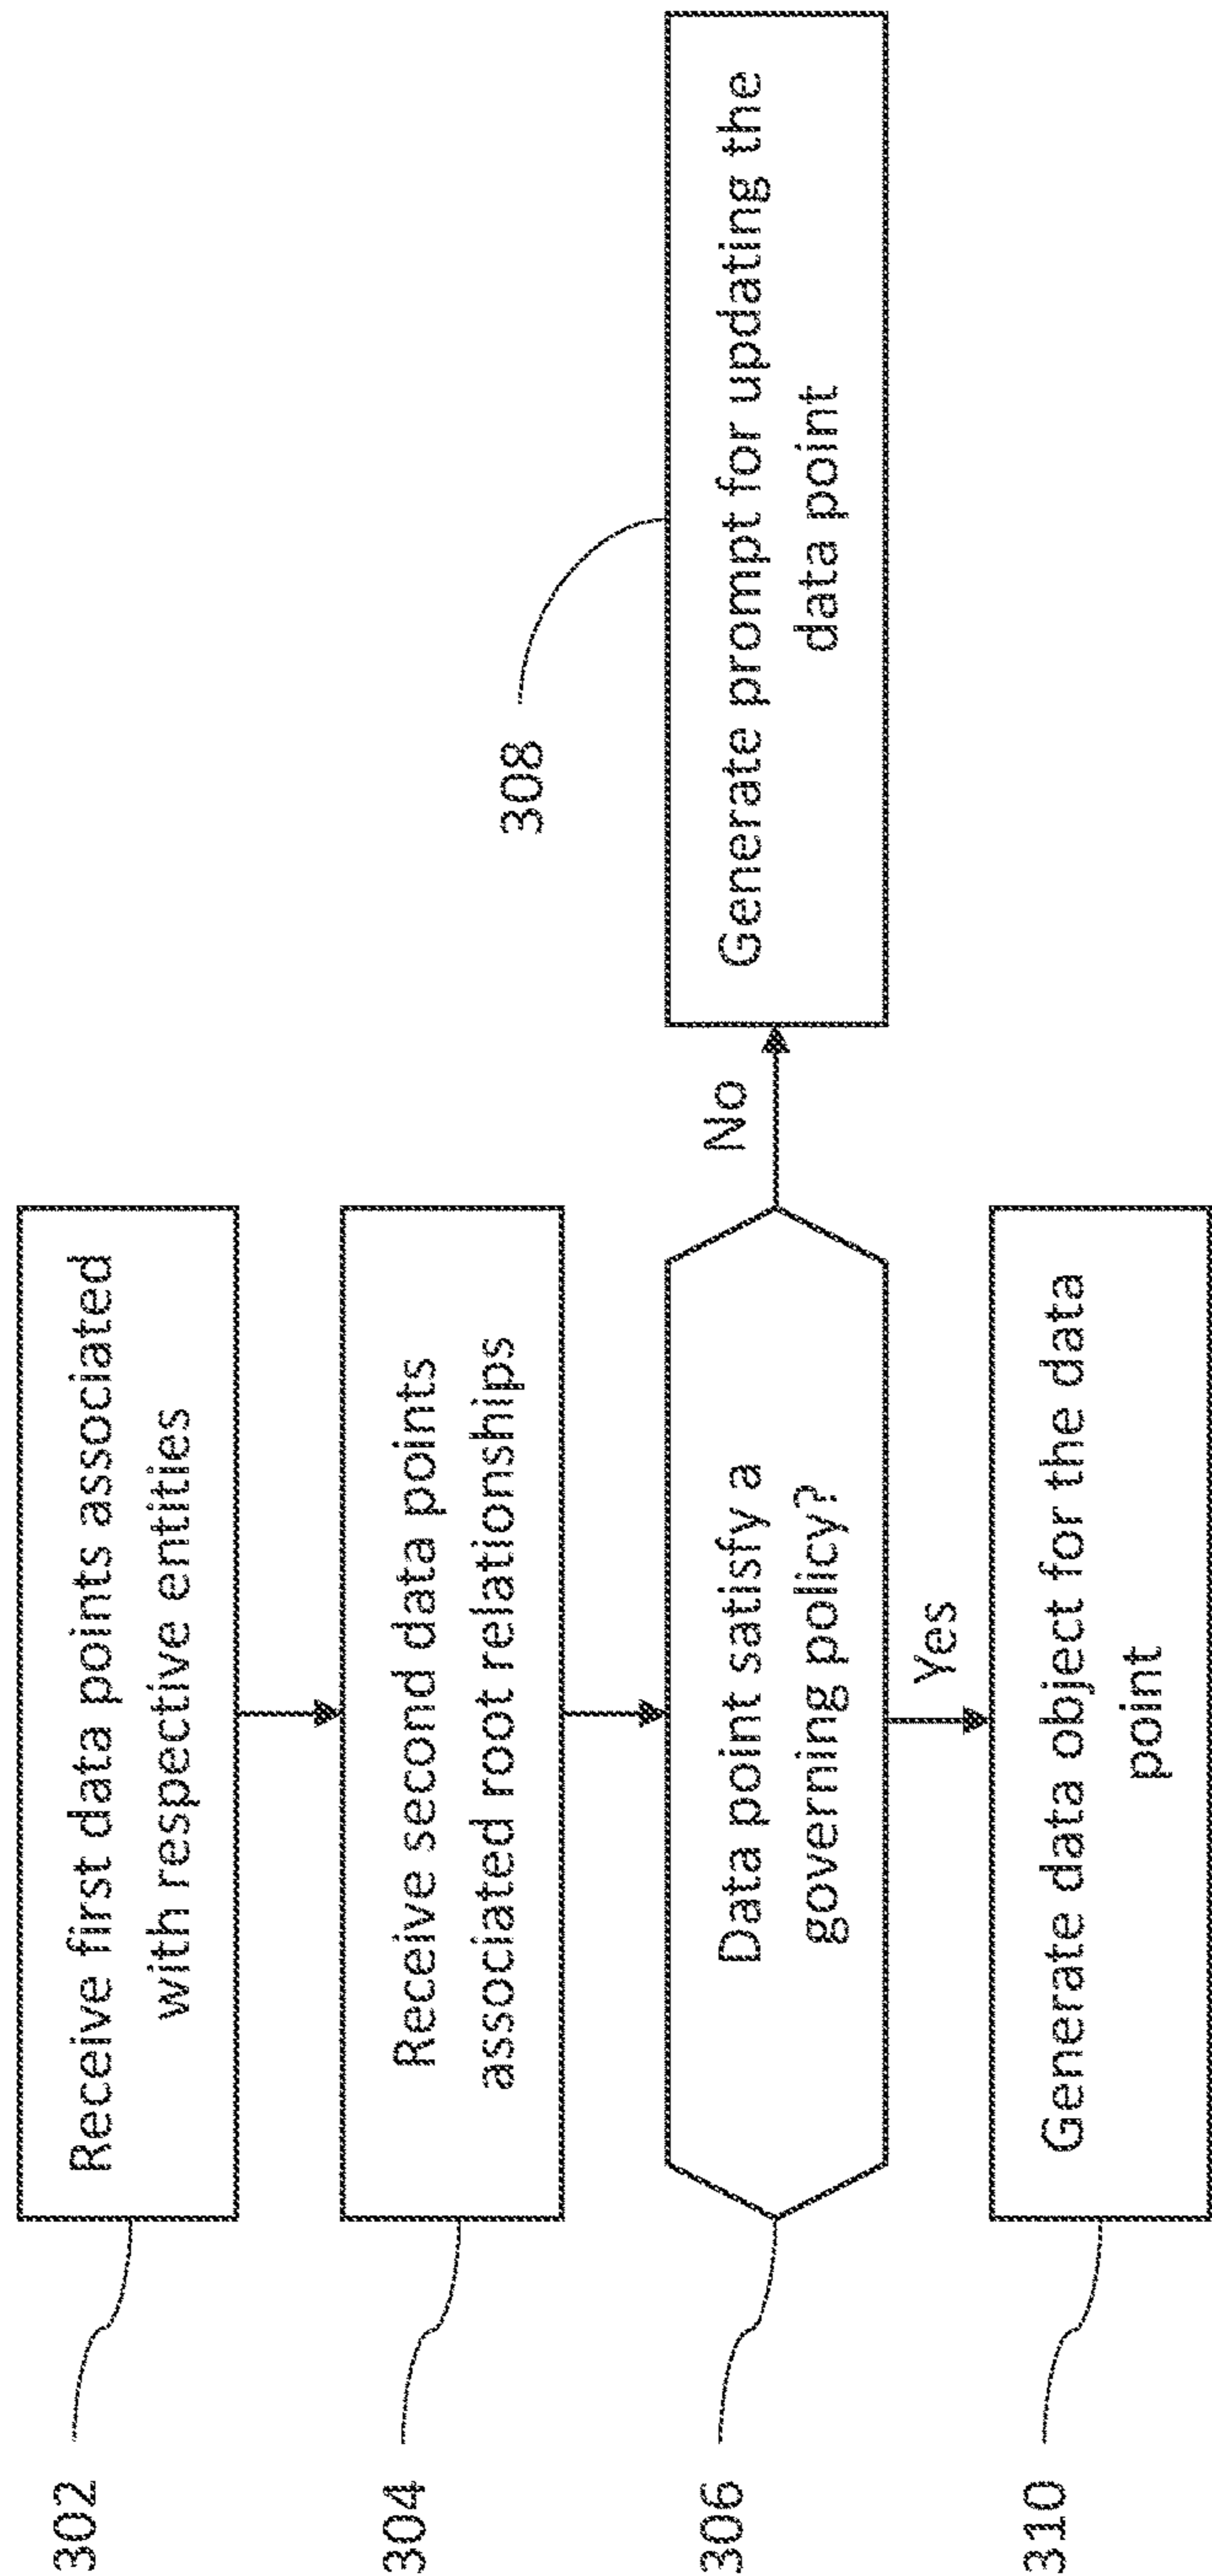 302
Receive first data points associated
with respective entities
304
Receive second data points
associated root relationships
306
Data point satisfy a
governing policy?
No
308
Generate prompt for updating the
data point
Yes
310
Generate data object for the data
point